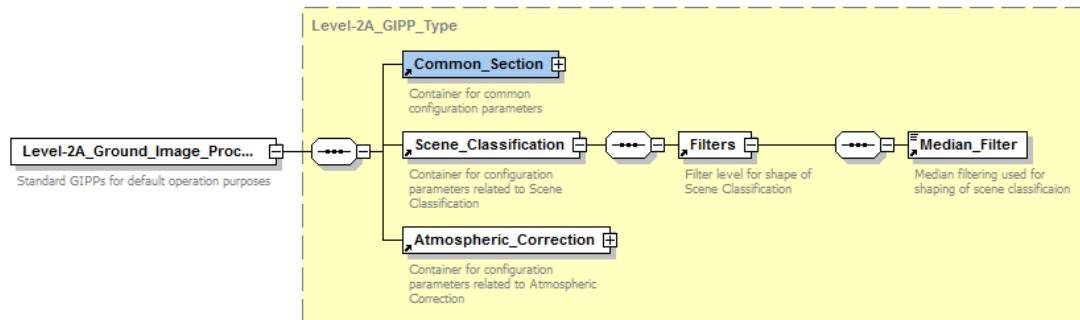 Level-2A_GIPP_Type
Common_Section
Container for common
configuration parameters
Level-2A_Ground_Image_Proc...
Standard GIPPs for default operation purposes
Scene_Classification
Container for configuration
parameters related to Scene
Classification
Filters
Filter level for shape of
Scene Classification
Median_Filter
Median filtering used for
shaping of scene classificaion
Atmospheric_Correction
Container for configuration
parameters related to Atmospheric
Correction